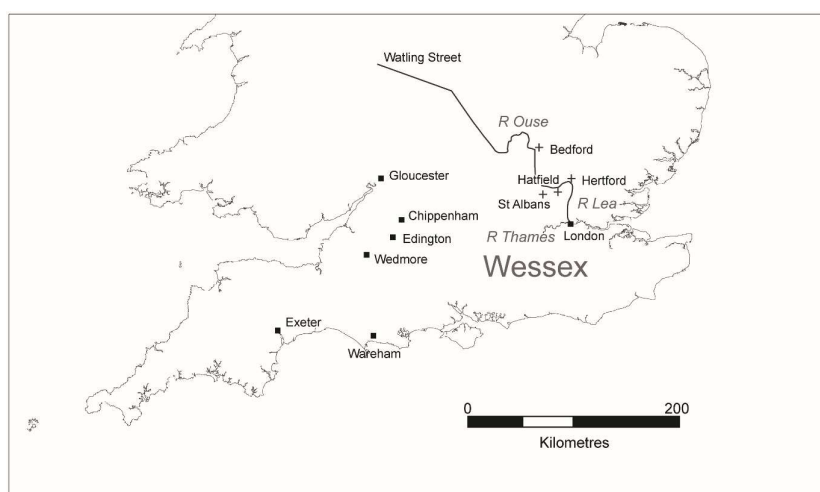 Watling Street
R Ouse
Bedford
Gloucester
Hatfield
Hertford
St Albans
R Lea
Chippenham
Edington
R Thames
London
Wedmore
Wessex
Exeter
Wareham
0
200
Kilometres